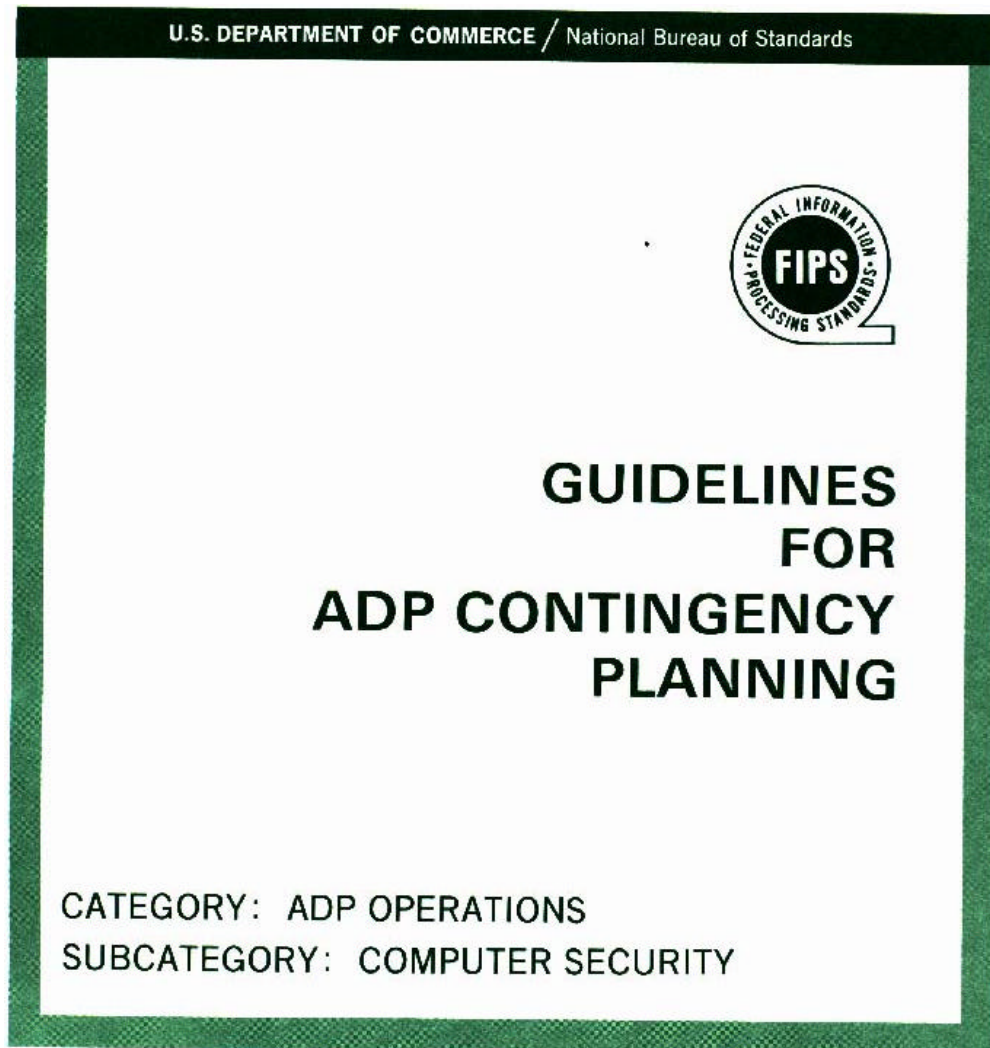 U.S. DEPARTMENT OF COMMERCE / National Bureau of Standards
FEDERAL INFORMATION
PROCESSING STANDARDS
FIPS
GUIDELINES
FOR
ADP CONTINGENCY
PLANNING
CATEGORY: ADP OPERATIONS
SUBCATEGORY: COMPUTER SECURITY